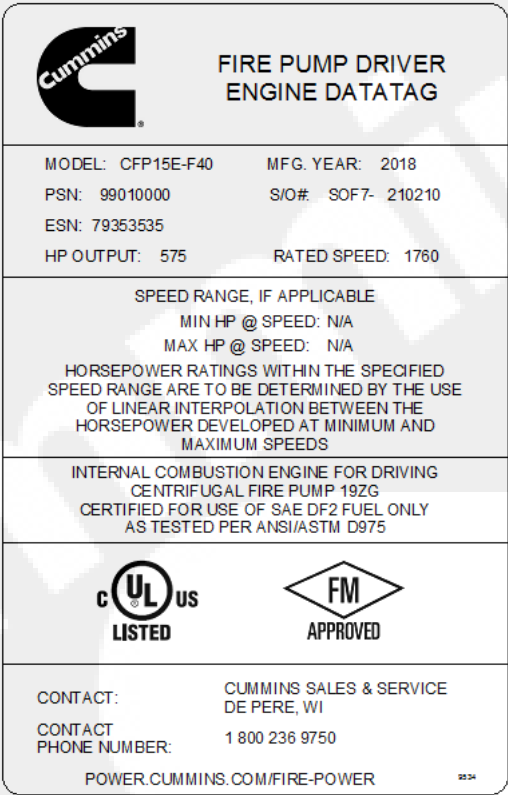 Cummins
FIRE PUMP DRIVER
ENGINE DATATAG
MODEL: CFP15E-F40 MFG. YEAR: 2018
PSN: 99010000 S/O#: SOF7- 210210
ESN: 79353535
HP OUTPUT: 575 RATED SPEED: 1760
SPEED RANGE, IF APPLICABLE
MIN HP @ SPEED: N/A
MAX HP @ SPEED: N/A
HORSEPOWER RATINGS WITHIN THE SPECIFIED
SPEED RANGE ARE TO BE DETERMINED BY THE USE
OF LINEAR INTERPOLATION BETWEEN THE
HORSEPOWER DEVELOPED AT MINIMUM AND
MAXIMUM SPEEDS
INTERNAL COMBUSTION ENGINE FOR DRIVING
CENTRIFUGAL FIRE PUMP 19ZG
CERTIFIED FOR USE OF SAE DF2 FUEL ONLY
AS TESTED PER ANSI/ASTM D975
C UL® US
LISTED
FM
APPROVED
CONTACT: CUMMINS SALES & SERVICE
DE PERE, WI
CONTACT
PHONE NUMBER: 1 800 236 9750
POWER.CUMMINS.COM/FIRE-POWER